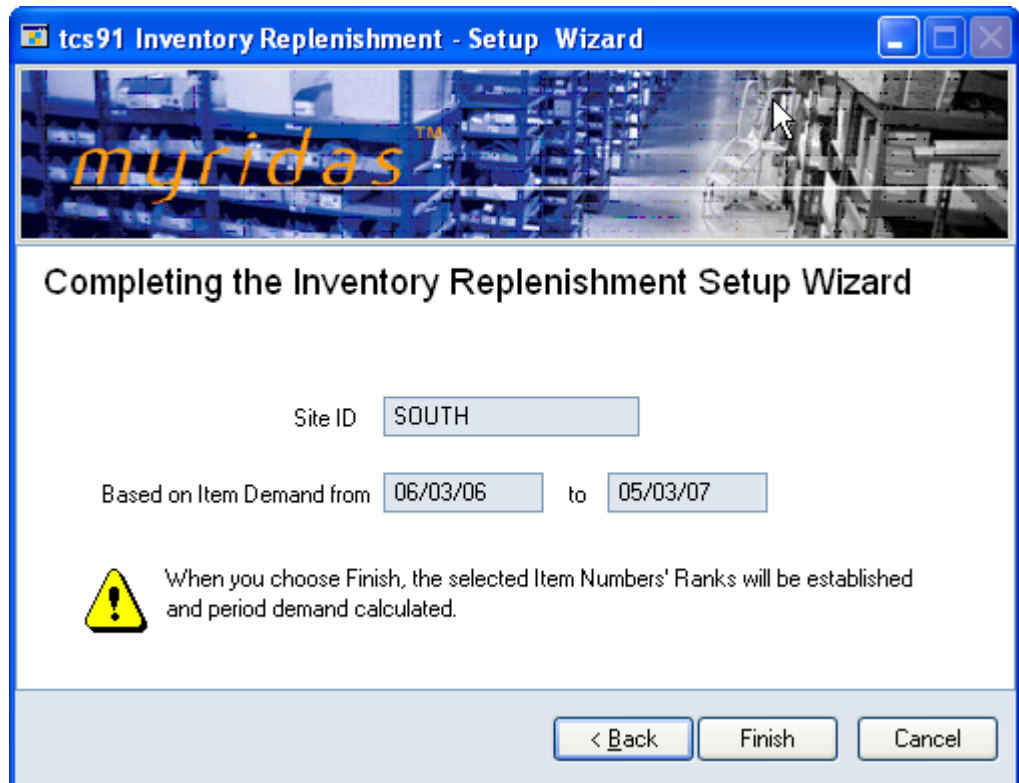 tcs91 Inventory Replenishment - Setup Wizard
myridas™
Completing the Inventory Replenishment Setup Wizard
Site ID SOUTH
Based on Item Demand from 06/03/06 to 05/03/07
When you choose Finish, the selected Item Numbers' Ranks will be established
and period demand calculated.
< Back Finish Cancel